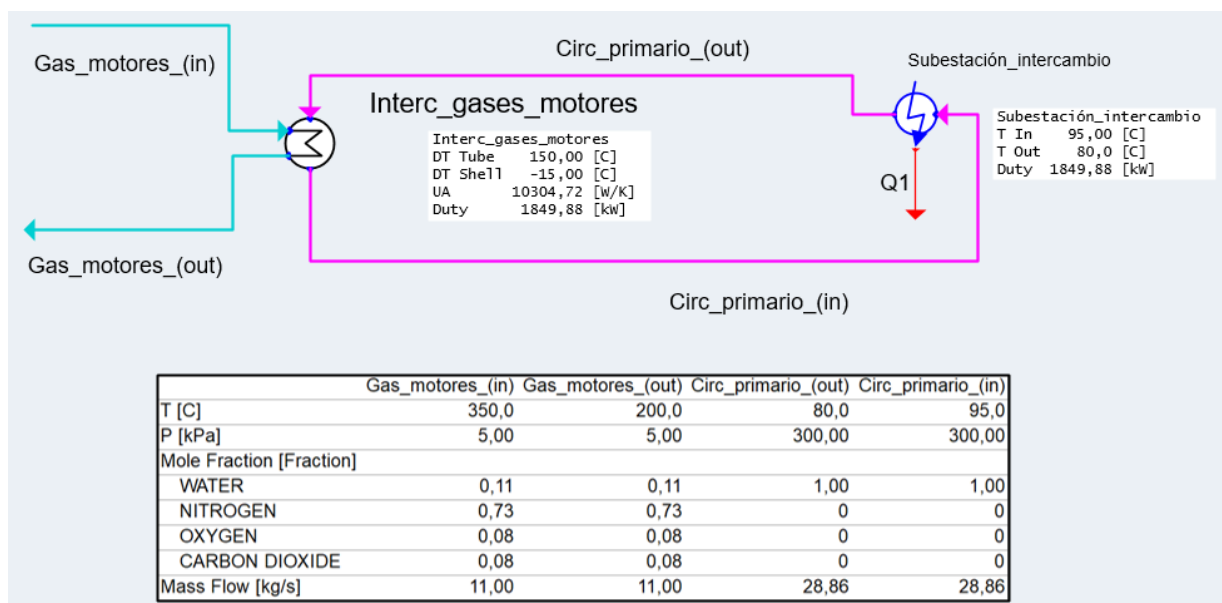 Circ_primario_(out)
Gas_motores_(in)
Subestación_intercambio
Interc_gases_motores
Interc_gases_motores
DT Tube 150,00 [C]
DT Shell -15,00 [C]
UA 10304,72 [W/K]
Duty 1849,88 [kW]
Subestación_intercambio
T In 95,00 [C]
T Out 80,0 [C]
Duty 1849,88 [kW]
Q1
Gas_motores_(out)
Circ_primario_(in)
Gas_motores_(in) Gas_motores_(out) Circ_primario_(out) Circ_primario_(in)
T [C] 350,0 200,0 80,0 95,0
P [kPa] 5,00 5,00 300,00 300,00
Mole Fraction [Fraction]
WATER 0,11 0,11 1,00 1,00
NITROGEN 0,73 0,73 0 0
OXYGEN 0,08 0,08 0 0
CARBON DIOXIDE 0,08 0,08 0 0
Mass Flow [kg/s] 11,00 11,00 28,86 28,86